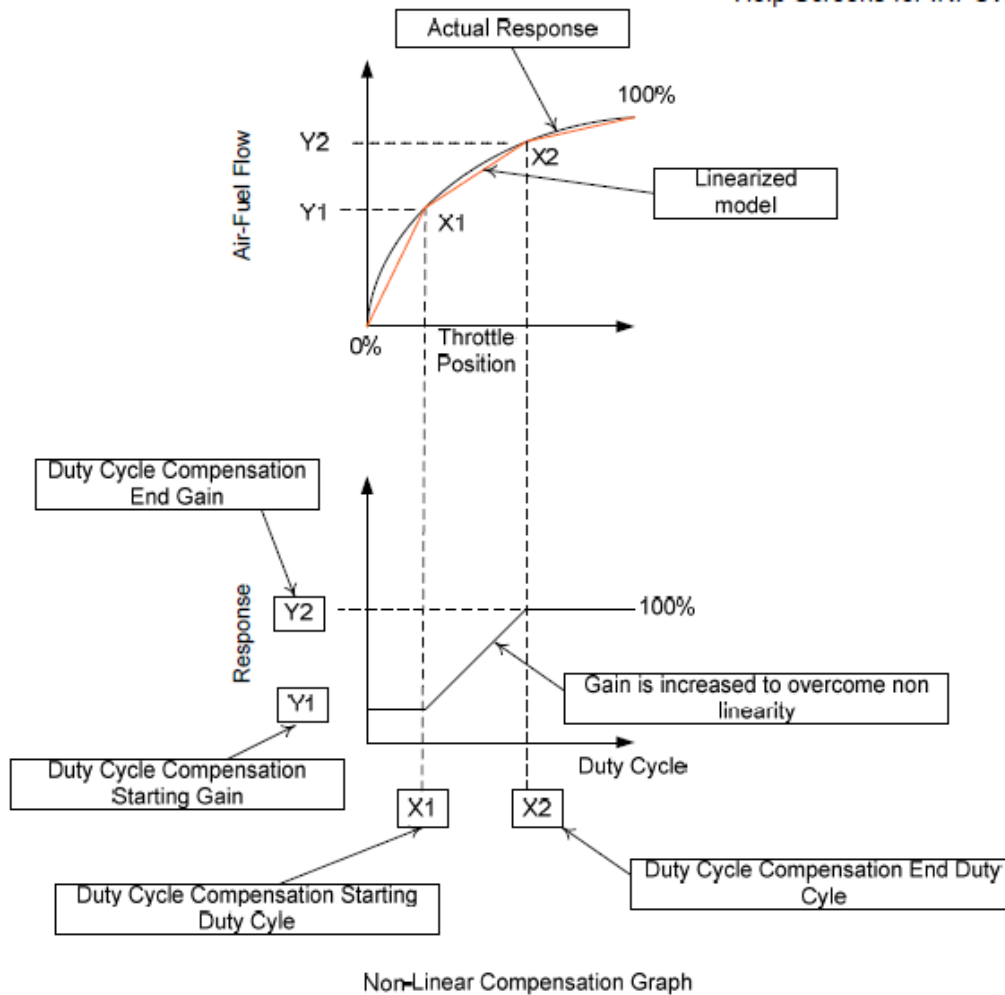 Actual Response
100%
Y2
X2
Linearized
model
Y1
X1
Air-Fuel Flow
0%
Throttle
Position
Duty Cycle Compensation
End Gain
Y2
100%
Response
Gain is increased to overcome non
linearity
Y1
Duty Cycle
Duty Cycle Compensation
Starting Gain
X1
X2
Duty Cycle Compensation Starting
Duty Cyle
Duty Cycle Compensation End Duty
Cyle
Non-Linear Compensation Graph